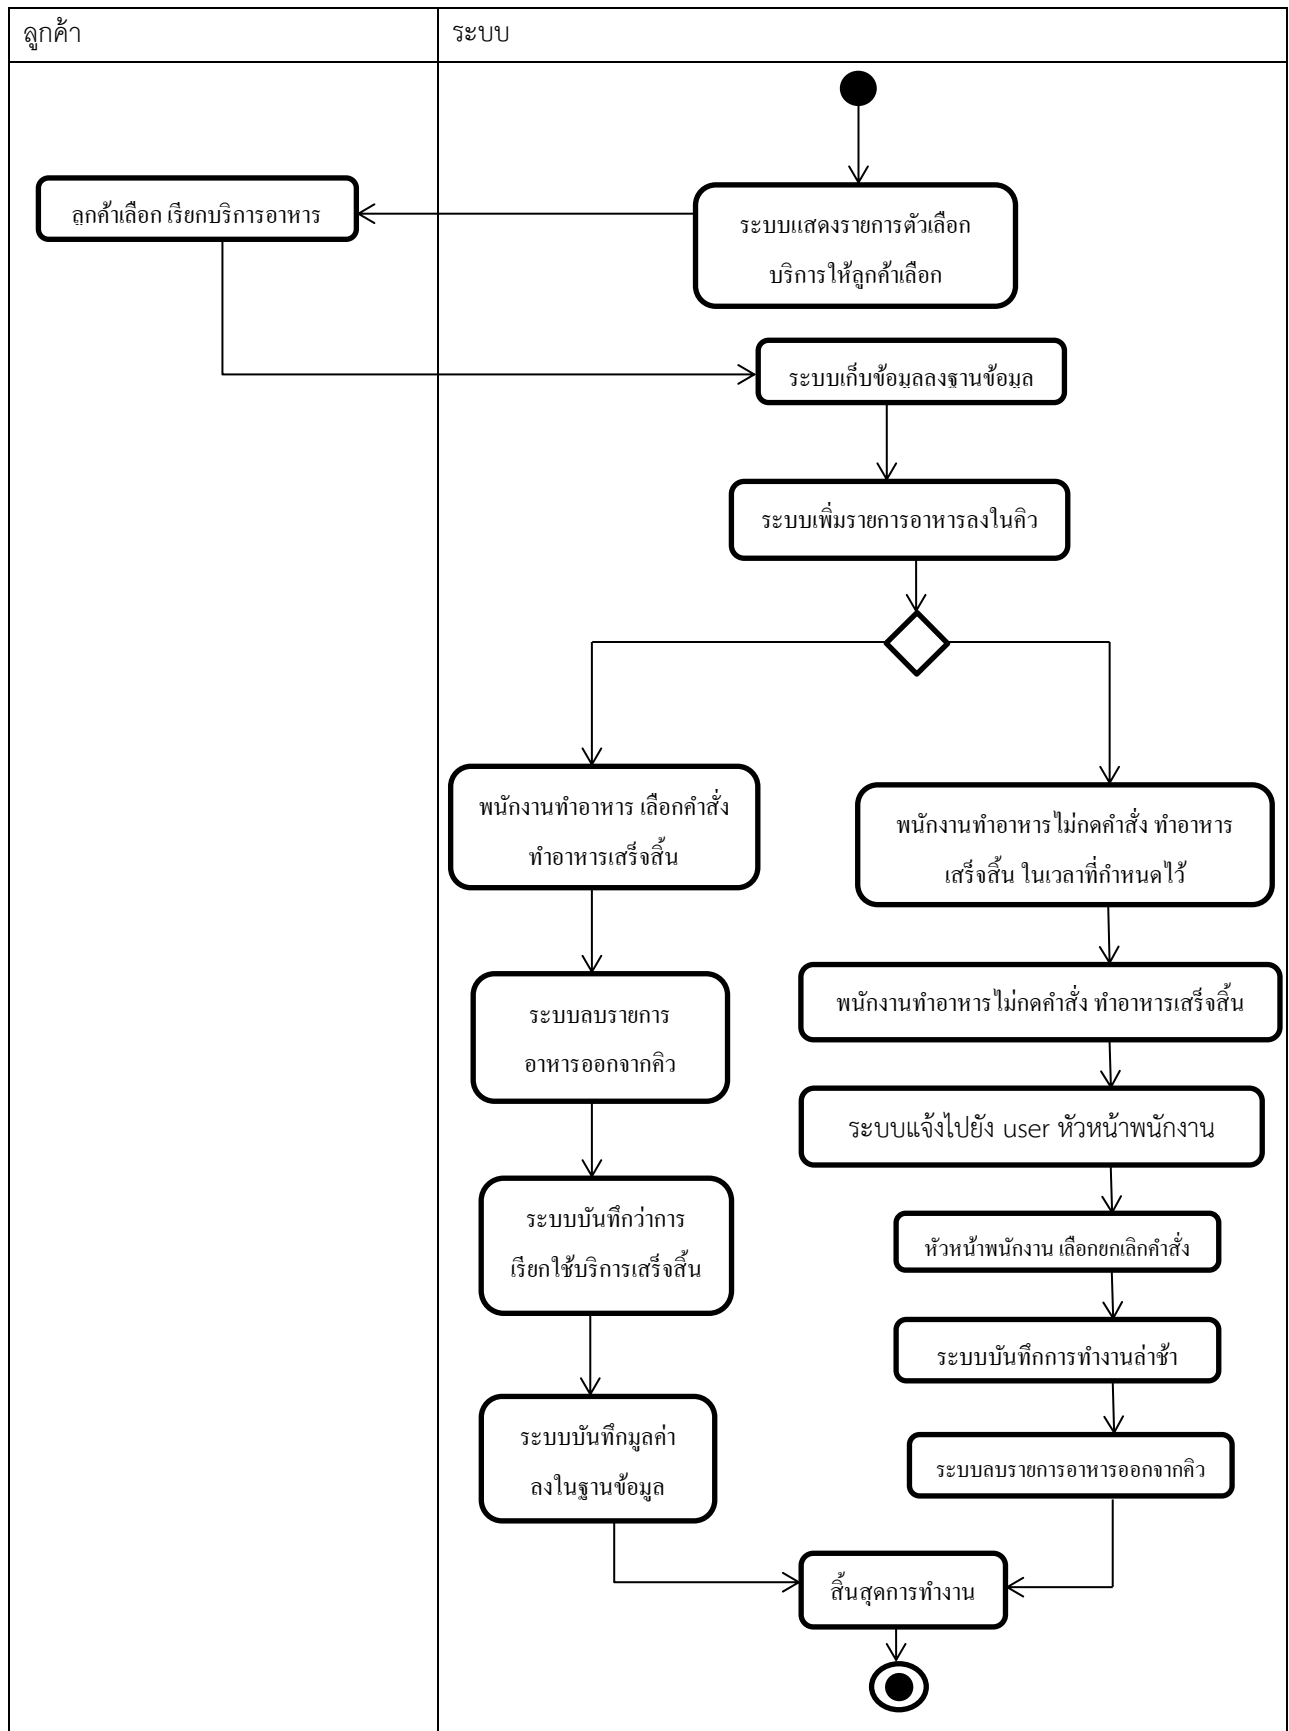 ลูกค้า
ระบบ
ลูกค้าเลือก เรียกบริการอาหาร
ระบบแสดงรายการตัวเลือก
บริการให้ลูกค้าเลือก
ระบบเก็บข้อมูลลงฐานข้อมูล
ระบบเพิ่มรายการอาหารลงในคิว
พนักงานทำอาหาร เลือกคำสั่ง
ทำอาหารเสร็จสิ้น
ระบบลบรายการ
อาหารออกจากคิว
ระบบบันทึกว่าการ
เรียกใช้บริการเสร็จสิ้น
ระบบบันทึกมูลค่า
ลงในฐานข้อมูล
พนักงานทำอาหารไม่กดคำสั่ง ทำอาหาร
เสร็จสิ้น ในเวลาที่กำหนดไว้
พนักงานทำอาหารไม่กดคำสั่ง ทำอาหารเสร็จสิ้น
ระบบแจ้งไปยัง user หัวหน้าพนักงาน
หัวหน้าพนักงาน เลือกยกเลิกคำสั่ง
ระบบบันทึกการทำงานล่าช้า
ระบบลบรายการอาหารออกจากคิว
สิ้นสุดการทำงาน